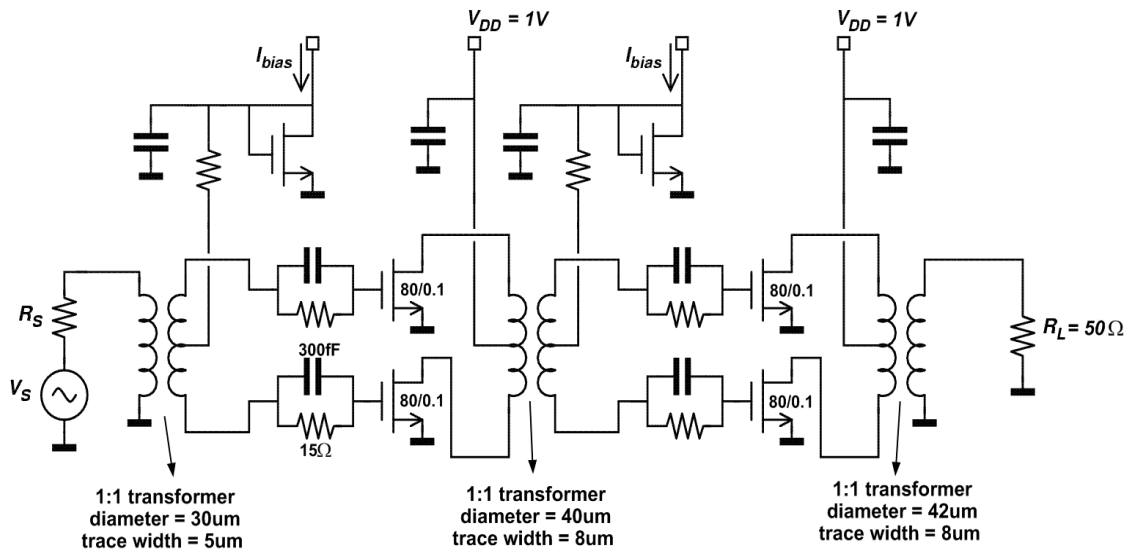 V_DD = 1V
V_DD = 1V
I_bias
I_bias
80/0.1
80/0.1
R_S
300fF
R_L = 50Ω
V_S
80/0.1
80/0.1
15Ω
1:1 transformer
diameter = 30um
trace width = 5um
1:1 transformer
diameter = 40um
trace width = 8um
1:1 transformer
diameter = 42um
trace width = 8um